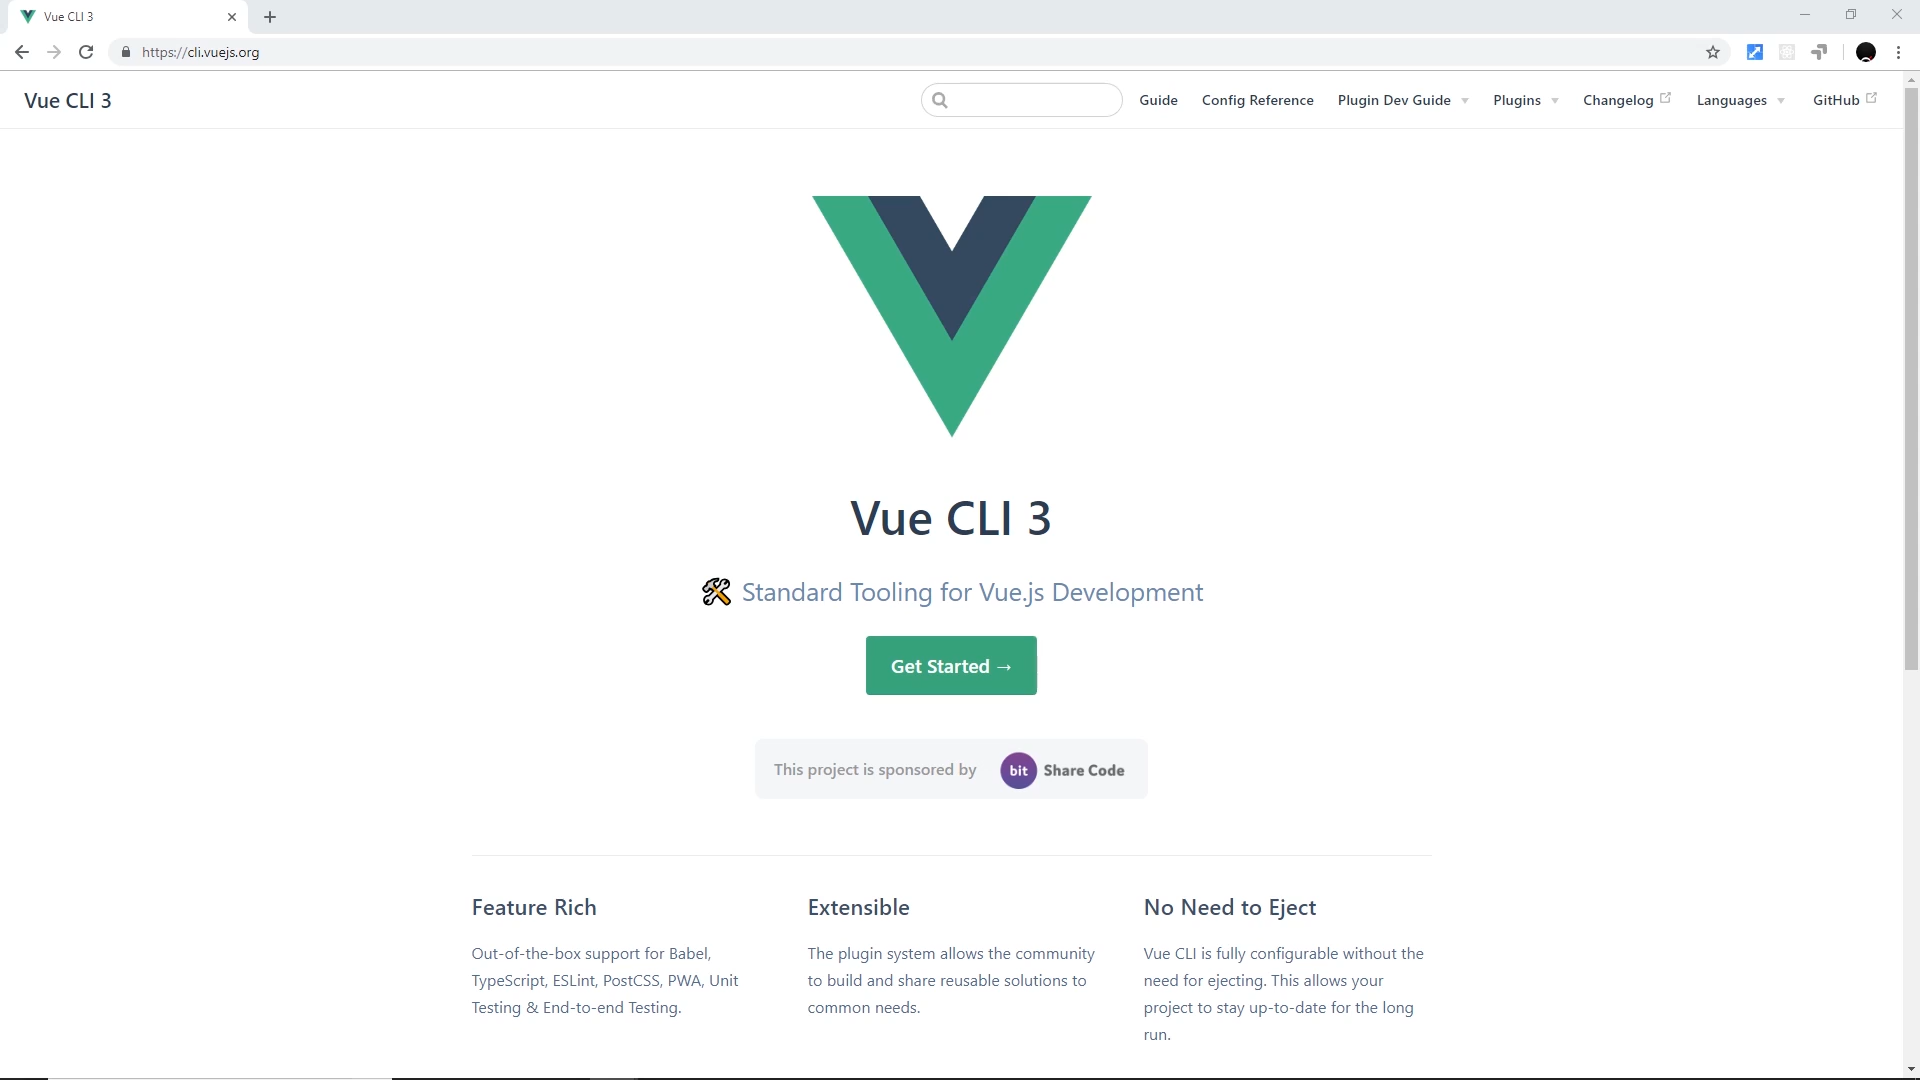 Vue CLI 3
https://cli.vuejs.org
Vue CLI 3
Guide
Config Reference
Plugin Dev Guide
Plugins
Changelog
Languages
GitHub
Vue CLI 3
Standard Tooling for Vue.js Development
Get Started →
This project is sponsored by
bit
Share Code
Feature Rich
Out-of-the-box support for Babel,
TypeScript, ESLint, PostCSS, PWA, Unit
Testing & End-to-end Testing.
Extensible
The plugin system allows the community
to build and share reusable solutions to
common needs.
No Need to Eject
Vue CLI is fully configurable without the
need for ejecting. This allows your
project to stay up-to-date for the long
run.